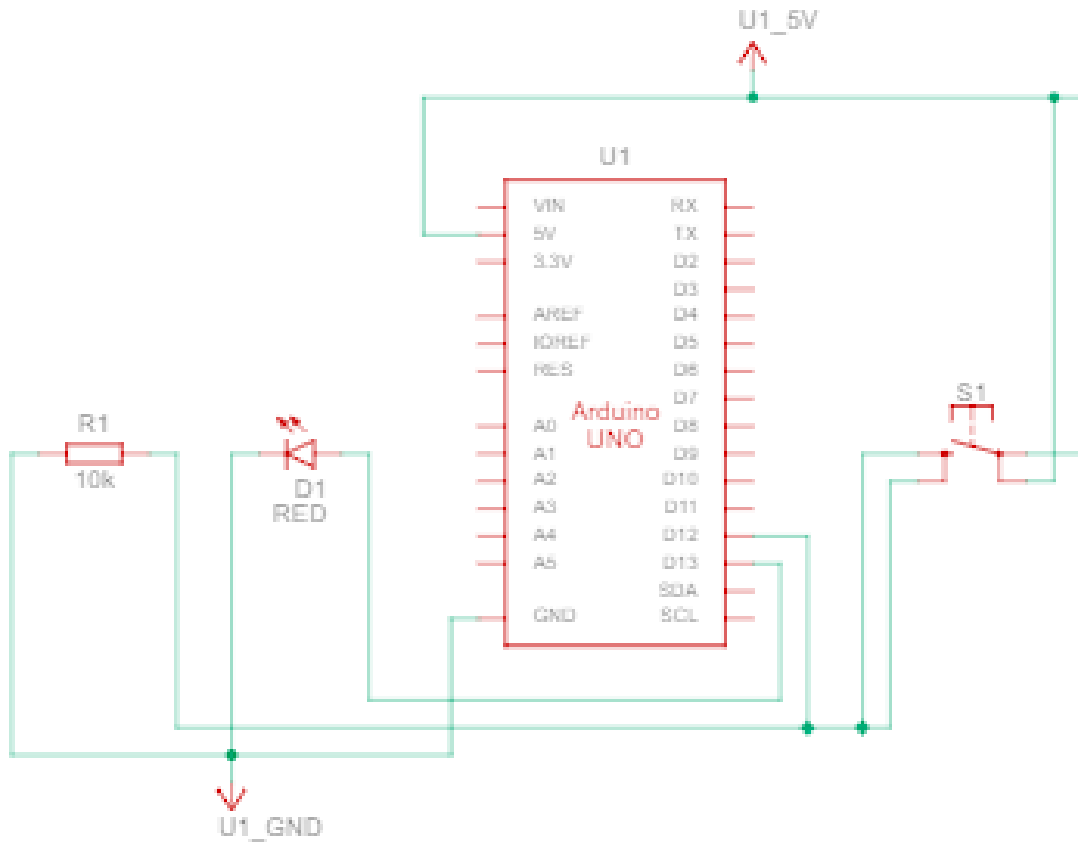 U1_5V
U1
VIN RX
5V TX
3.3V D2
D3
AREF D4
IOREF D5
RES D6
D7
Arduino
UNO
A0 D8
A1 D9
A2 D10
A3 D11
A4 D12
A5 D13
SDA
GND SCL
R1
10k
D1
RED
S1
U1_GND